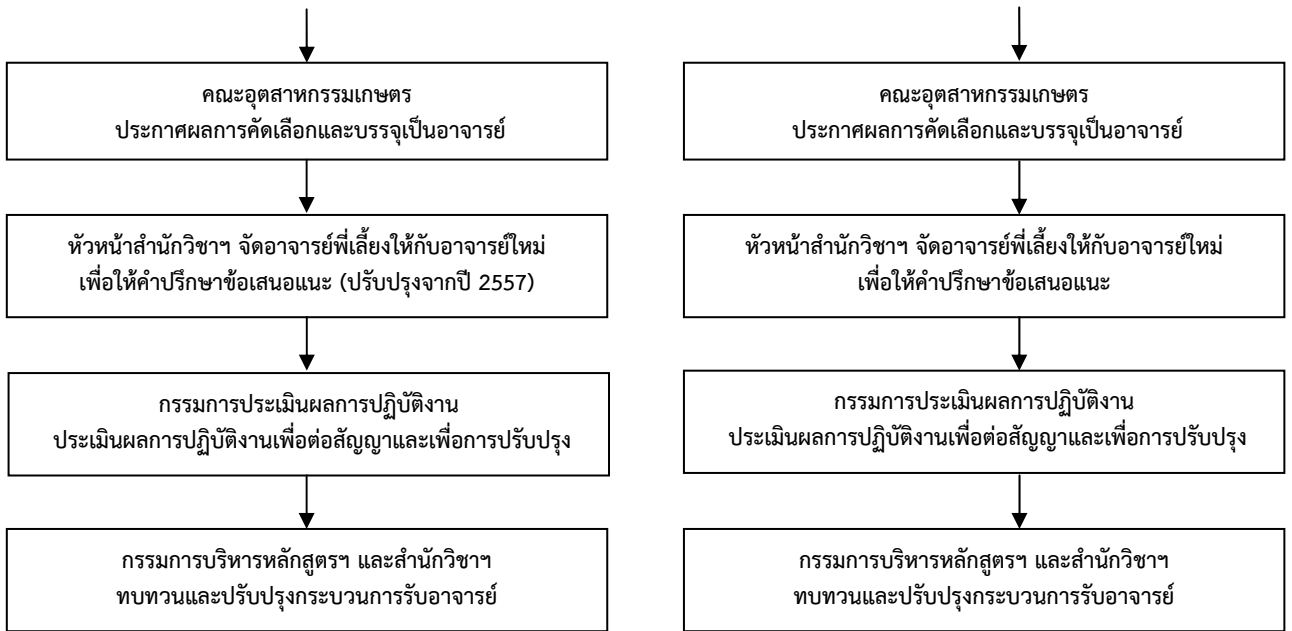 คณะอุตสาหกรรมเกษตร
ประกาศผลการคัดเลือกและบรรจุเป็นอาจารย์
หัวหน้าสำนักวิชาฯ จัดอาจารย์พี่เลี้ยงให้กับอาจารย์ใหม่
เพื่อให้คำปรึกษาข้อเสนอแนะ (ปรับปรุงจากปี 2557)
กรรมการประเมินผลการปฏิบัติงาน
ประเมินผลการปฏิบัติงานเพื่อต่อสัญญาและเพื่อการปรับปรุง
กรรมการบริหารหลักสูตรฯ และสำนักวิชาฯ
ทบทวนและปรับปรุงกระบวนการรับอาจารย์
คณะอุตสาหกรรมเกษตร
ประกาศผลการคัดเลือกและบรรจุเป็นอาจารย์
หัวหน้าสำนักวิชาฯ จัดอาจารย์พี่เลี้ยงให้กับอาจารย์ใหม่
เพื่อให้คำปรึกษาข้อเสนอแนะ
กรรมการประเมินผลการปฏิบัติงาน
ประเมินผลการปฏิบัติงานเพื่อต่อสัญญาและเพื่อการปรับปรุง
กรรมการบริหารหลักสูตรฯ และสำนักวิชาฯ
ทบทวนและปรับปรุงกระบวนการรับอาจารย์